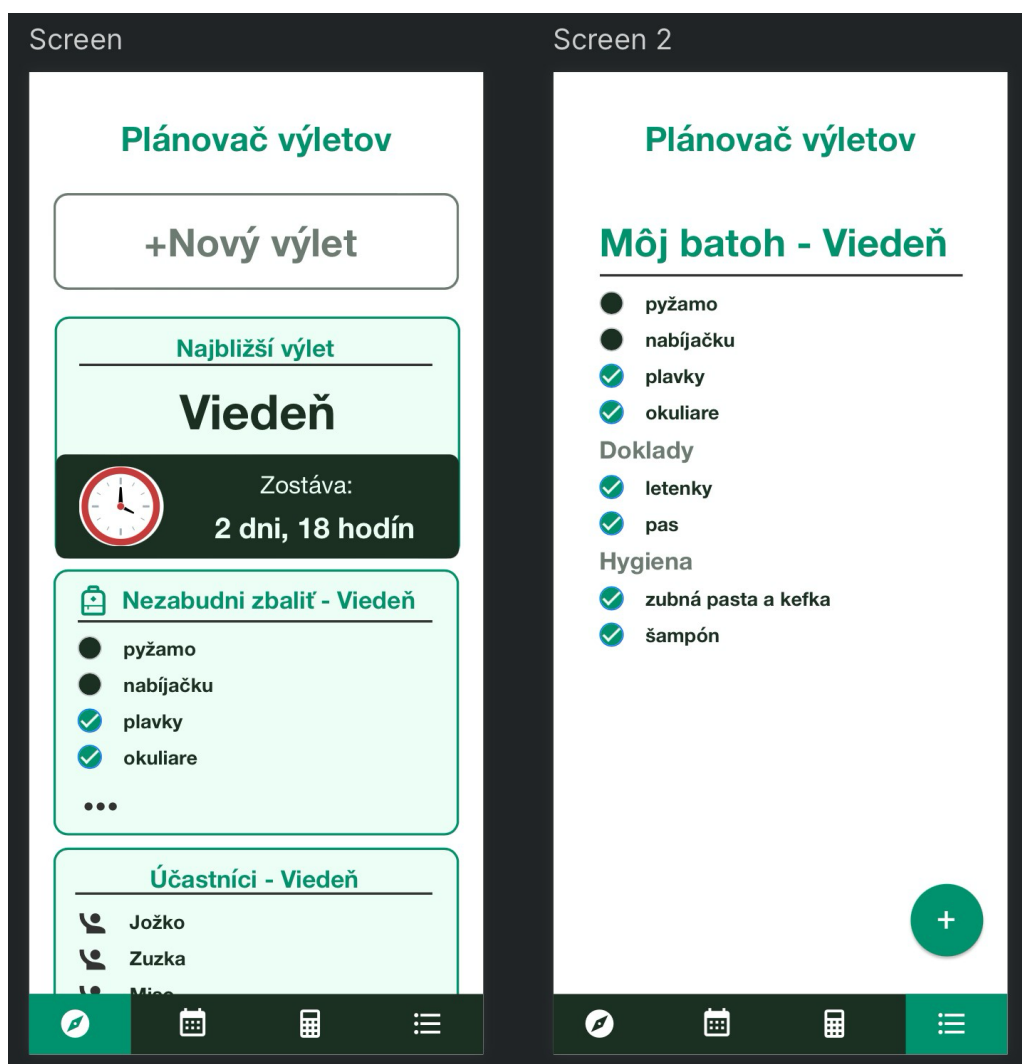 Screen
Plánovač výletov
+Nový výlet
Najbližší výlet
Viedeň
Zostáva:
2 dni, 18 hodín
Nezabudni zbaliť - Viedeň
pyžamo
nabíjačku
plavky
okuliare
Účastníci - Viedeň
Jožko
Zuzka
Screen 2
Plánovač výletov
Môj batoh - Viedeň
pyžamo
nabíjačku
plavky
okuliare
Doklady
letenky
pas
Hygiena
zubná pasta a kefka
šampón
+